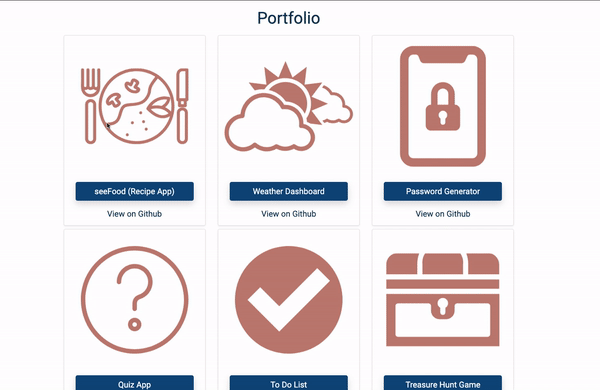 Portfolio
seeFood (Recipe App)
Weather Dashboard
Password Generator
View on Github
View on Github
View on Github
Quiz App
To Do List
Treasure Hunt Game